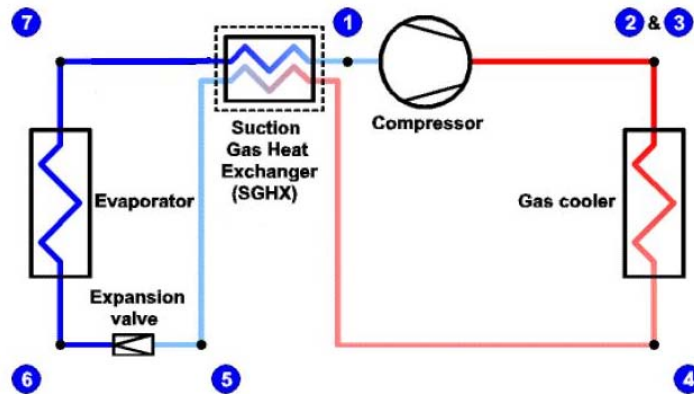 7
1
2 & 3
Compressor
Suction
Gas Heat
Exchanger
(SGHX)
Evaporator
Gas cooler
Expansion
valve
6
5
4